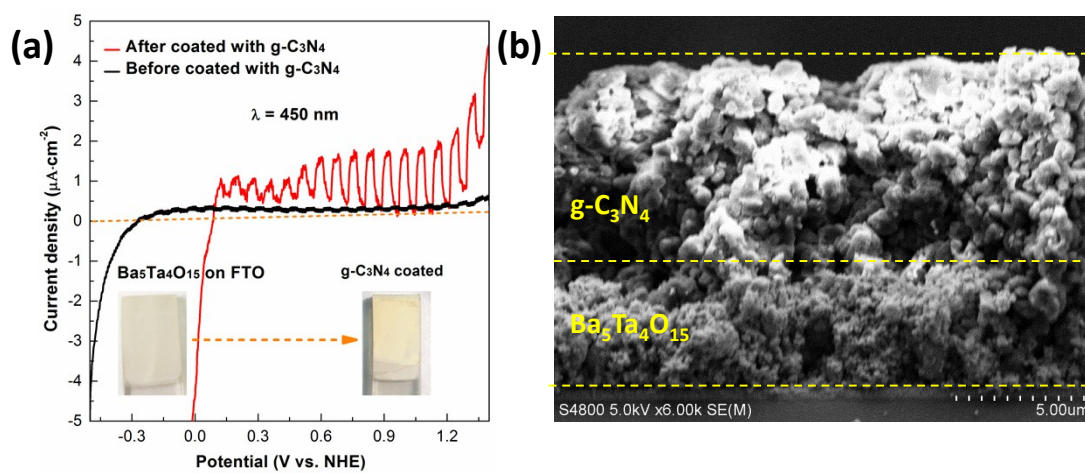 (a)
After coated with g-C₃N₄
Before coated with g-C₃N₄
λ = 450 nm
5
4
3
2
1
0
-1
-2
-3
-4
-5
Current density (μA·cm⁻²)
Ba₅Ta₄O₁₅ on FTO
g-C₃N₄ coated
-0.3
0.0
0.3
0.6
0.9
1.2
Potential (V vs. NHE)
(b)
g-C₃N₄
Ba₅Ta₄O₁₅
S4800 5.0kV x6.00k SE(M)
5.00um